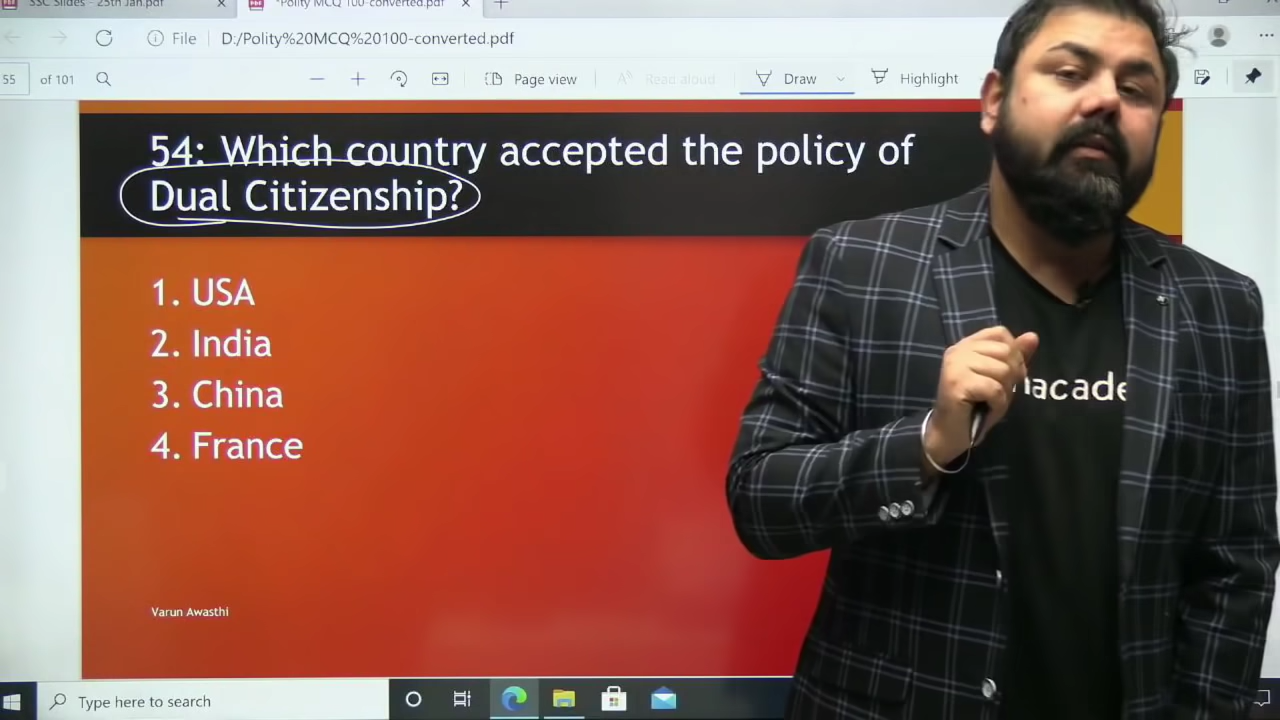 SSC Slides - 25th Jan.pdf
*Polity MCQ 100-converted.pdf
File D:/Polity%20MCQ%20100-converted.pdf
55 of 101 Page view Read aloud Draw Highlight
54: Which country accepted the policy of
Dual Citizenship?
1. USA
2. India
3. China
4. France
nacade
Varun Awasthi
Type here to search